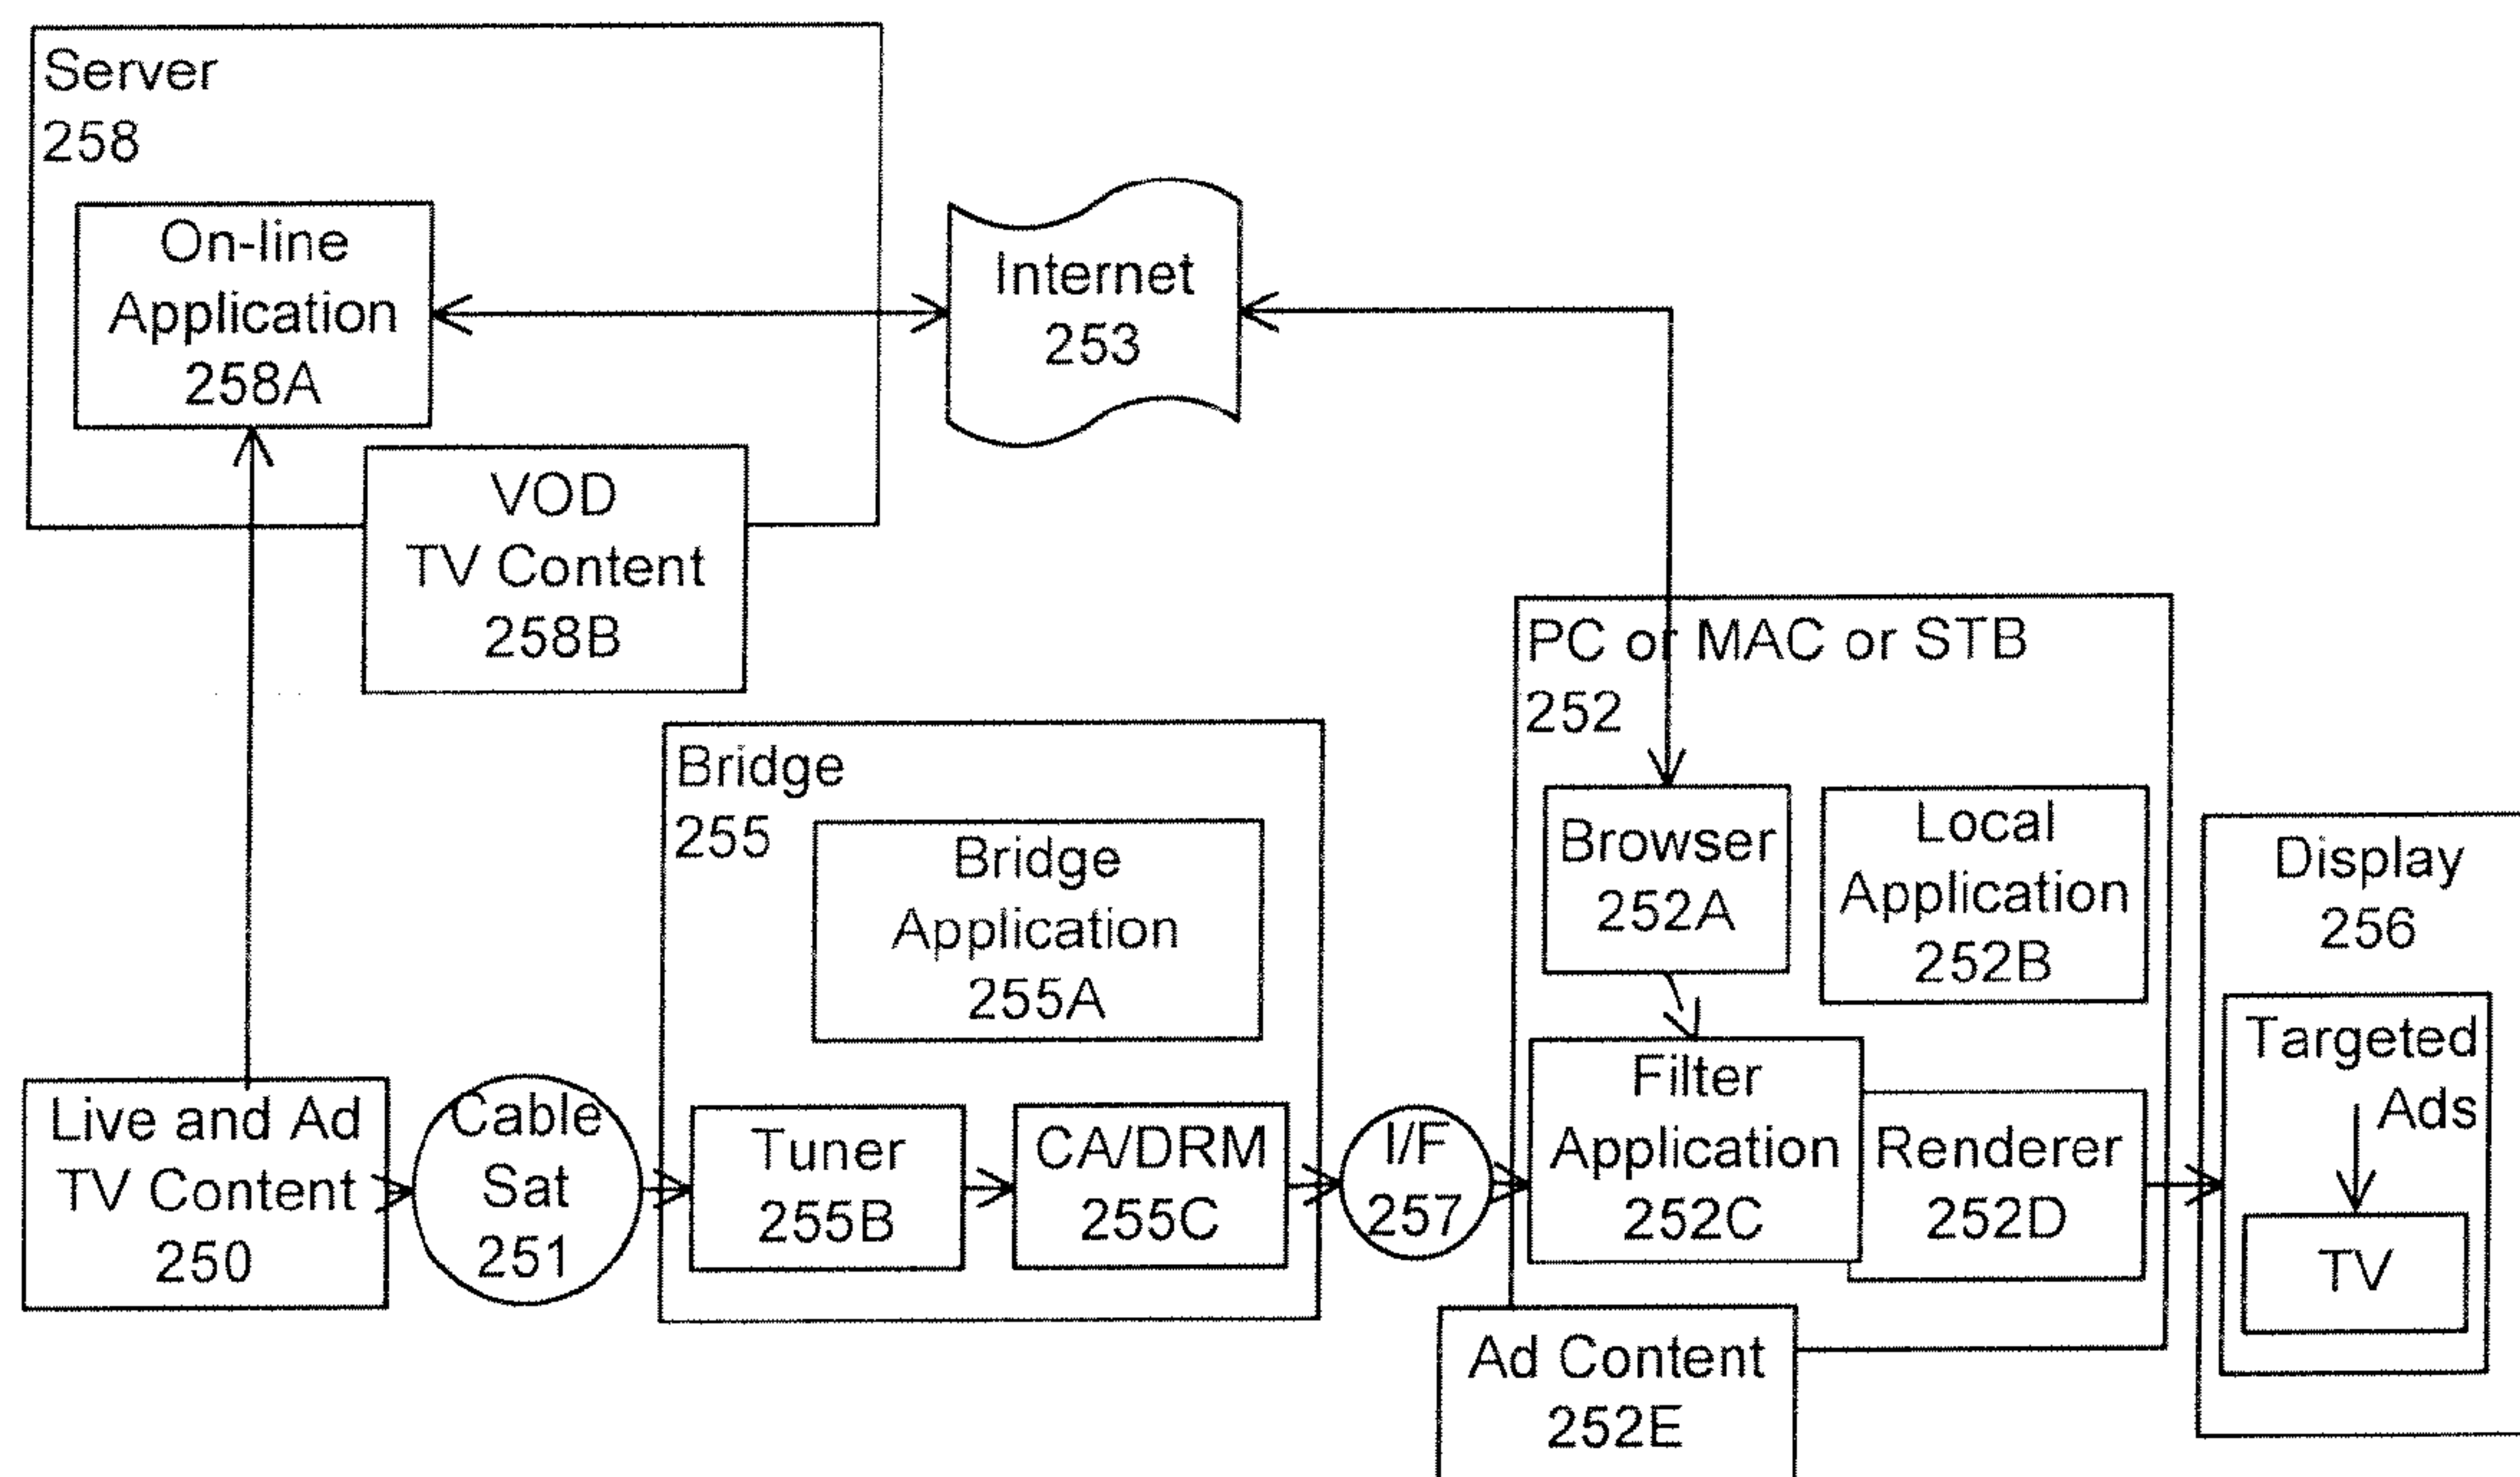 Server
258
On-line
Application
258A
VOD
TV Content
258B
Internet
253
PC or MAC or STB
252
Browser
252A
Local
Application
252B
Filter
Application
252C
Renderer
252D
Ad Content
252E
Bridge
255
Bridge
Application
255A
Tuner
255B
CA/DRM
255C
I/F
257
Live and Ad
TV Content
250
Cable
Sat
251
Display
256
Targeted
Ads
TV